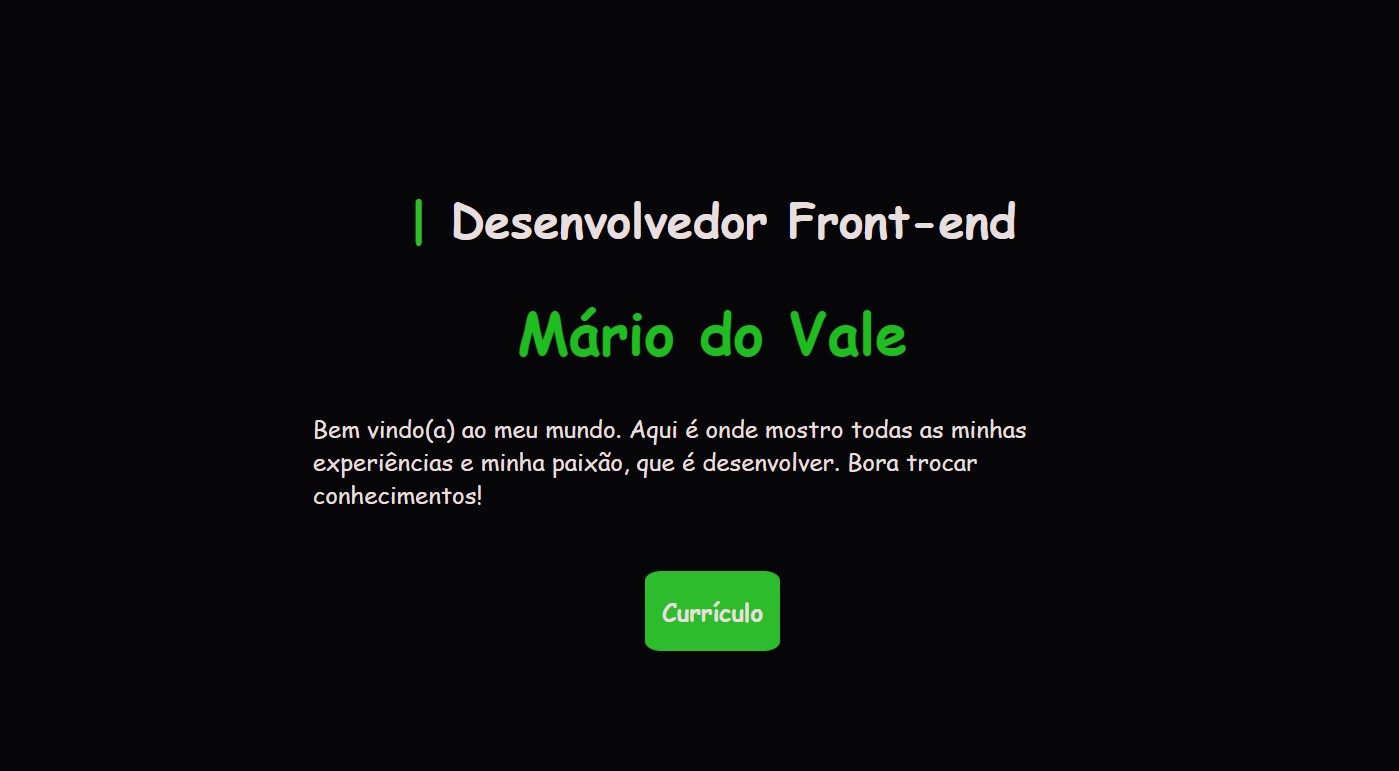 | Desenvolvedor Front-end
Mário do Vale
Bem vindo(a) ao meu mundo. Aqui é onde mostro todas as minhas
experiências e minha paixão, que é desenvolver. Bora trocar
conhecimentos!
Currículo